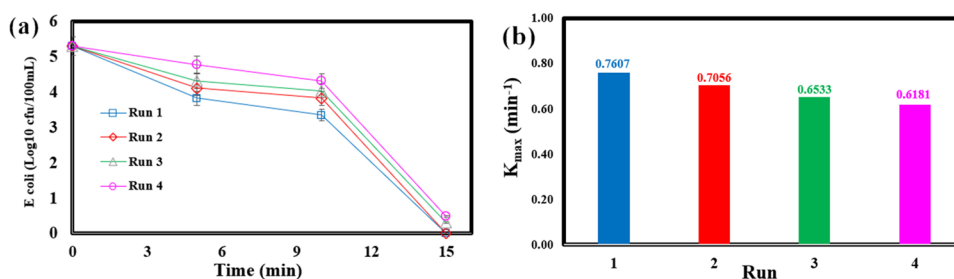 (a)
6
5
4
3
2
1
0
E coli (Log10 cfu/100mL)
Run 1
Run 2
Run 3
Run 4
0 3 6 9 12 15
Time (min)
(b)
1.00
0.80
0.60
0.40
0.20
0.00
Kmax (min-1)
0.7607
0.7056
0.6533
0.6181
1 2 3 4
Run